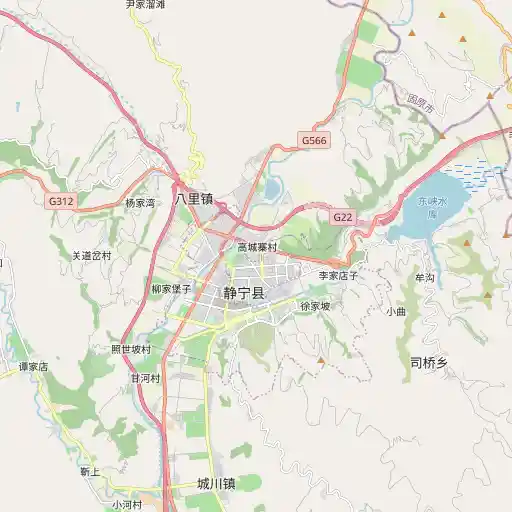 尹家溜滩
固原市
G566
G312
杨家湾
八里镇
G22
东峡水
库
关道岔村
高城寨村
李家店子
牟沟
柳家堡子
静宁县
徐家坡
小曲
照世坡村
司桥乡
谭家店
甘河村
靳上
城川镇
小河村